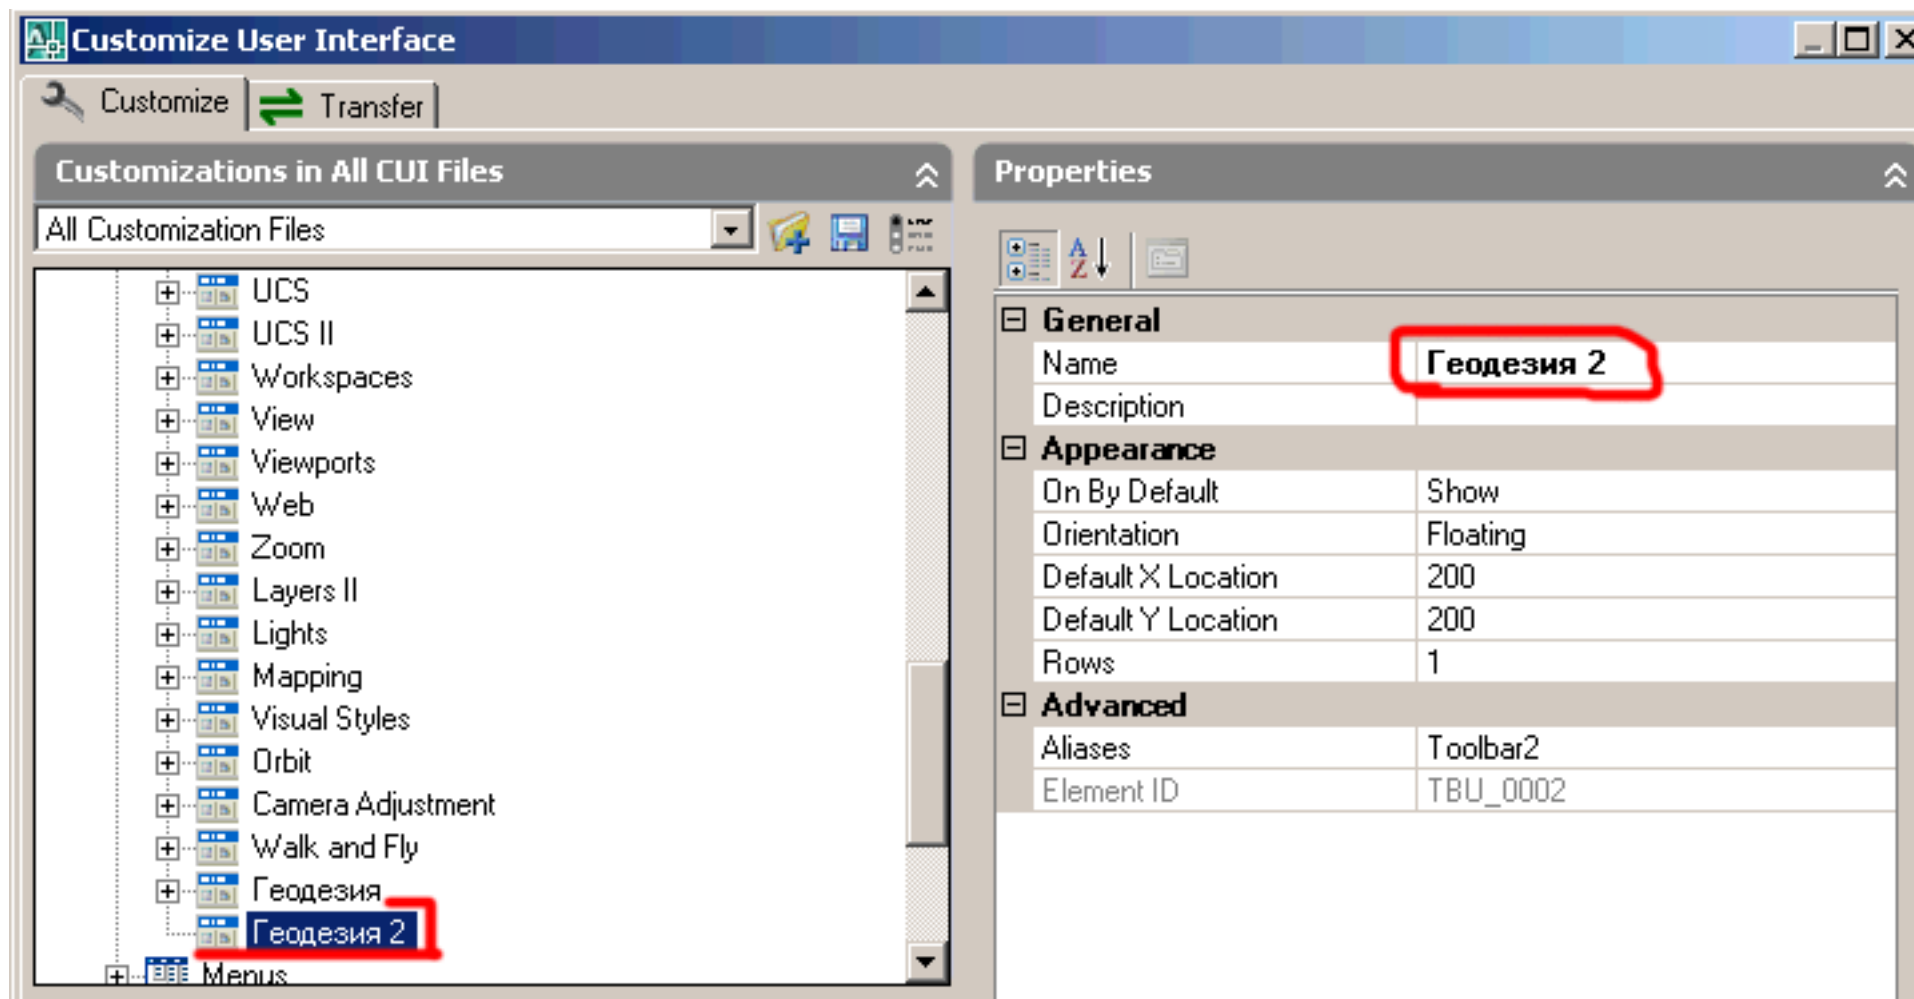 Customize User Interface
Customize
Transfer
Customizations in All CUI Files
All Customization Files
UCS
UCS II
Workspaces
View
Viewports
Web
Zoom
Layers II
Lights
Mapping
Visual Styles
Orbit
Camera Adjustment
Walk and Fly
Геодезия
Геодезия 2
Menus
Properties
General
Name Геодезия 2
Description
Appearance
On By Default Show
Orientation Floating
Default X Location 200
Default Y Location 200
Rows 1
Advanced
Aliases Toolbar2
Element ID TBU_0002